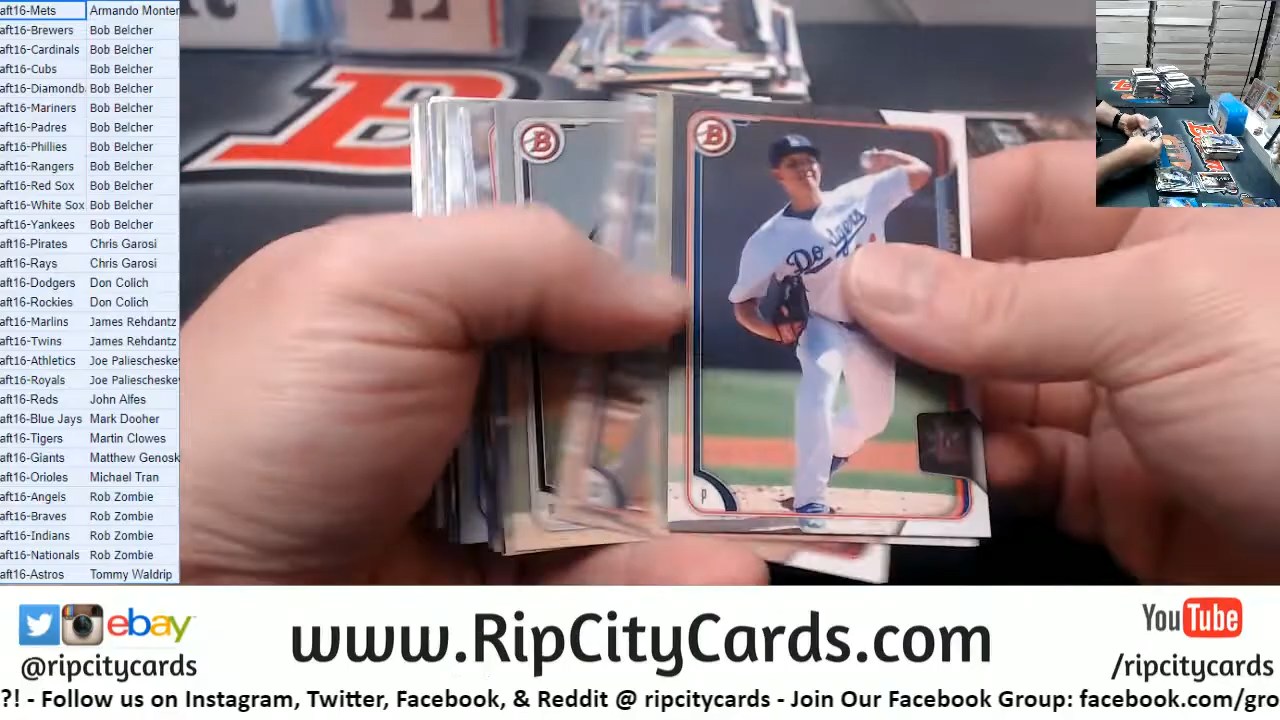 aft16-Mets Armando Monter
aft16-Brewers Bob Belcher
aft16-Cardinals Bob Belcher
aft16-Cubs Bob Belcher
aft16-Diamondb Bob Belcher
aft16-Mariners Bob Belcher
aft16-Padres Bob Belcher
aft16-Phillies Bob Belcher
aft16-Rangers Bob Belcher
aft16-Red Sox Bob Belcher
aft16-White Sox Bob Belcher
aft16-Yankees Bob Belcher
aft16-Pirates Chris Garosi
aft16-Rays Chris Garosi
aft16-Dodgers Don Colich
aft16-Rockies Don Colich
aft16-Marlins James Rehdantz
aft16-Twins James Rehdantz
aft16-Athletics Joe Paliescheskey
aft16-Royals Joe Paliescheskey
aft16-Reds John Alfes
aft16-Blue Jays Mark Dooher
aft16-Tigers Martin Clowes
aft16-Giants Matthew Genosk
aft16-Orioles Michael Tran
aft16-Angels Rob Zombie
aft16-Braves Rob Zombie
aft16-Indians Rob Zombie
aft16-Nationals Rob Zombie
aft16-Astros Tommy Waldrip
B
B
Dodgers
P
ebay
@ripcitycards
www.RipCityCards.com
YouTube
/ripcitycards
?! - Follow us on Instagram, Twitter, Facebook, & Reddit @ ripcitycards - Join Our Facebook Group: facebook.com/gro